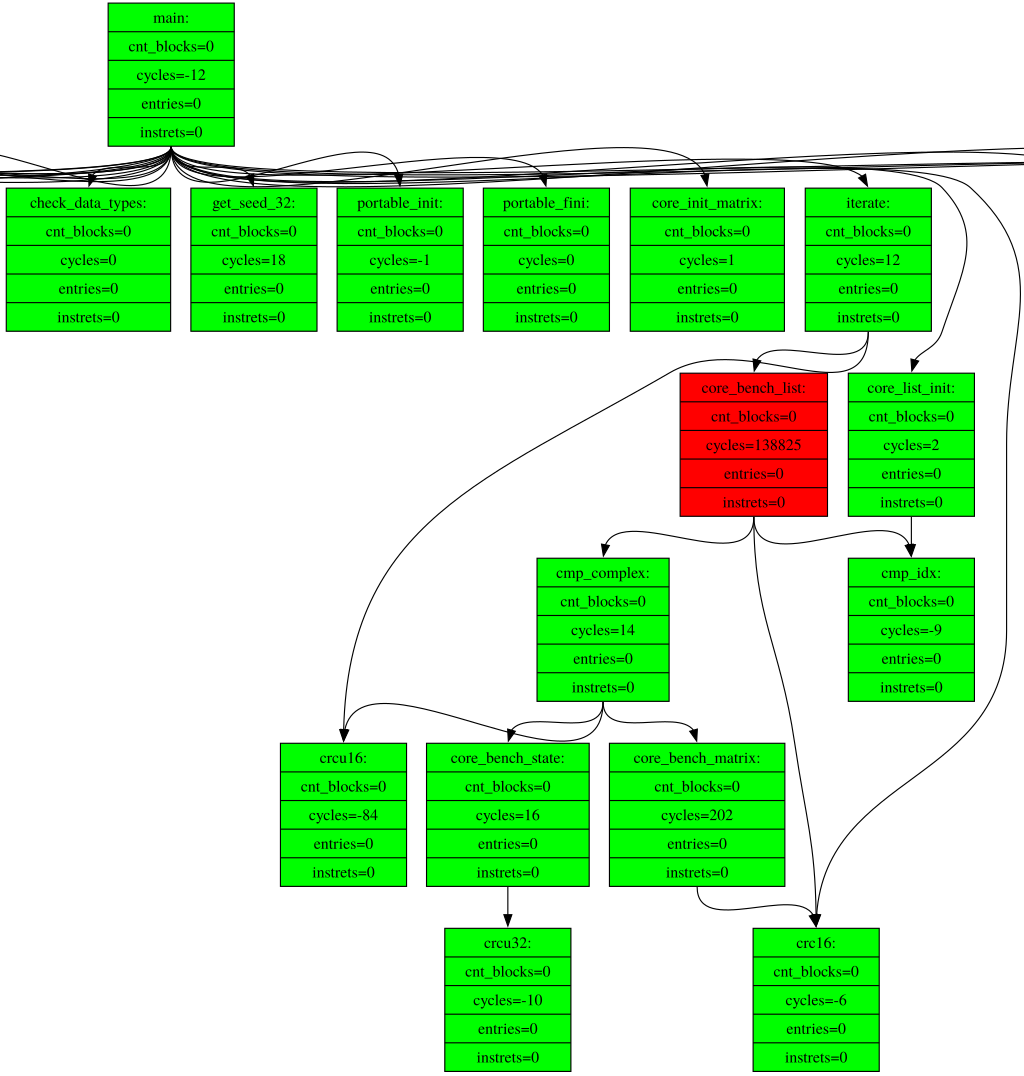 main:
cnt_blocks=0
cycles=-12
entries=0
instrets=0
check_data_types:
cnt_blocks=0
cycles=0
entries=0
instrets=0
get_seed_32:
cnt_blocks=0
cycles=18
entries=0
instrets=0
portable_init:
cnt_blocks=0
cycles=-1
entries=0
instrets=0
portable_fini:
cnt_blocks=0
cycles=0
entries=0
instrets=0
core_init_matrix:
cnt_blocks=0
cycles=1
entries=0
instrets=0
iterate:
cnt_blocks=0
cycles=12
entries=0
instrets=0
core_bench_list:
cnt_blocks=0
cycles=138825
entries=0
instrets=0
core_list_init:
cnt_blocks=0
cycles=2
entries=0
instrets=0
cmp_complex:
cnt_blocks=0
cycles=14
entries=0
instrets=0
cmp_idx:
cnt_blocks=0
cycles=-9
entries=0
instrets=0
crcu16:
cnt_blocks=0
cycles=-84
entries=0
instrets=0
core_bench_state:
cnt_blocks=0
cycles=16
entries=0
instrets=0
core_bench_matrix:
cnt_blocks=0
cycles=202
entries=0
instrets=0
crcu32:
cnt_blocks=0
cycles=-10
entries=0
instrets=0
crc16:
cnt_blocks=0
cycles=-6
entries=0
instrets=0